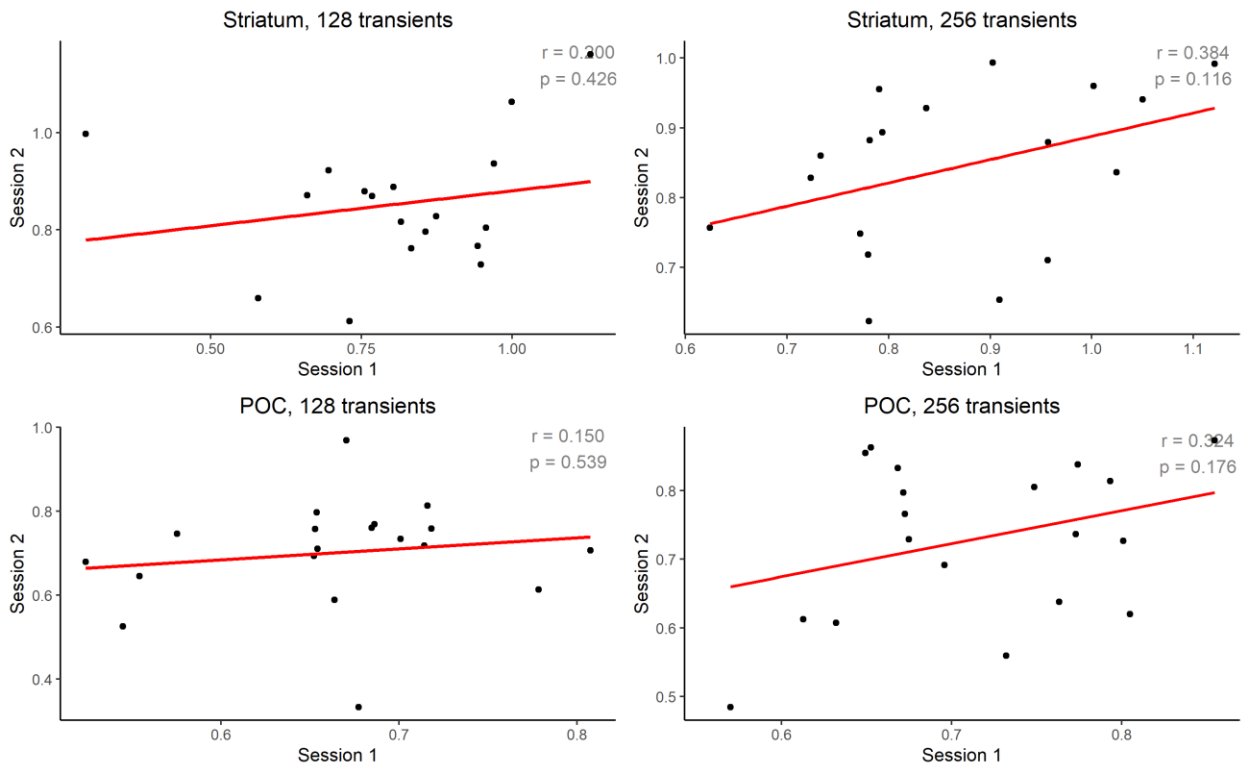 Striatum, 128 transients
r = 0.200
p = 0.426
1.0
0.8
0.6
Session 2
0.50
0.75
1.00
Session 1
Striatum, 256 transients
r = 0.384
p = 0.116
1.0
0.9
0.8
0.7
Session 2
0.6
0.7
0.8
0.9
1.0
1.1
Session 1
POC, 128 transients
r = 0.150
p = 0.539
1.0
0.8
0.6
0.4
Session 2
0.6
0.7
0.8
Session 1
POC, 256 transients
r = 0.324
p = 0.176
0.8
0.7
0.6
0.5
Session 2
0.6
0.7
0.8
Session 1